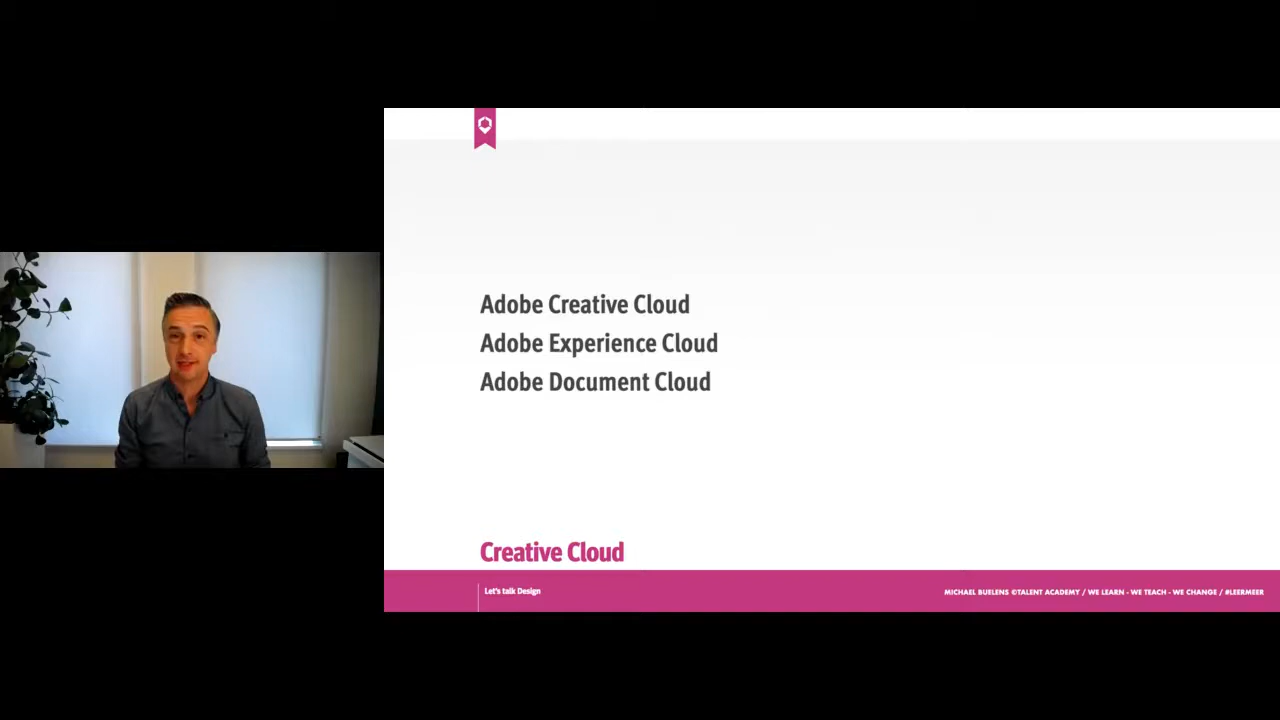 Adobe Creative Cloud
Adobe Experience Cloud
Adobe Document Cloud
Creative Cloud
Let's talk Design
MICHAEL BUELENS ©TALENT ACADEMY / WE LEARN - WE TEACH - WE CHANGE / #LEERMEER